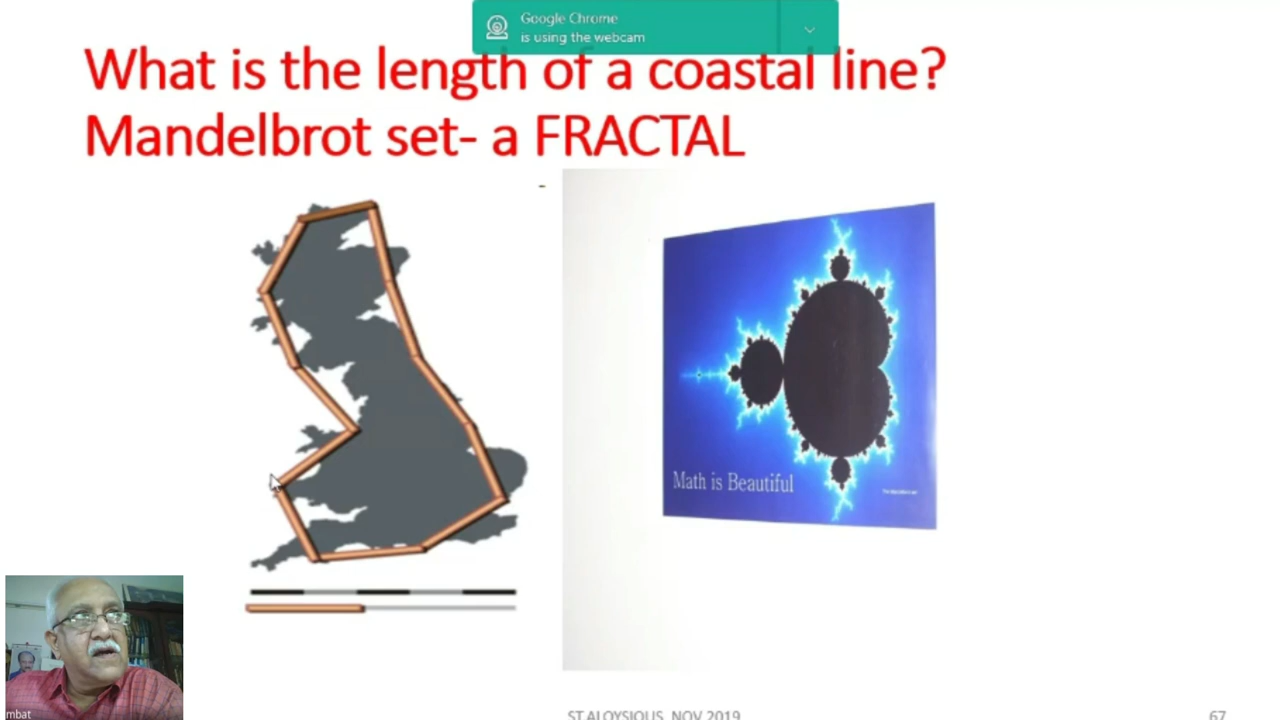 Google Chrome
is using the webcam
What is the length of a coastal line?
Mandelbrot set- a FRACTAL
Math is Beautiful
mbat
ST.ALOYSIOUS, NOV 2019
67